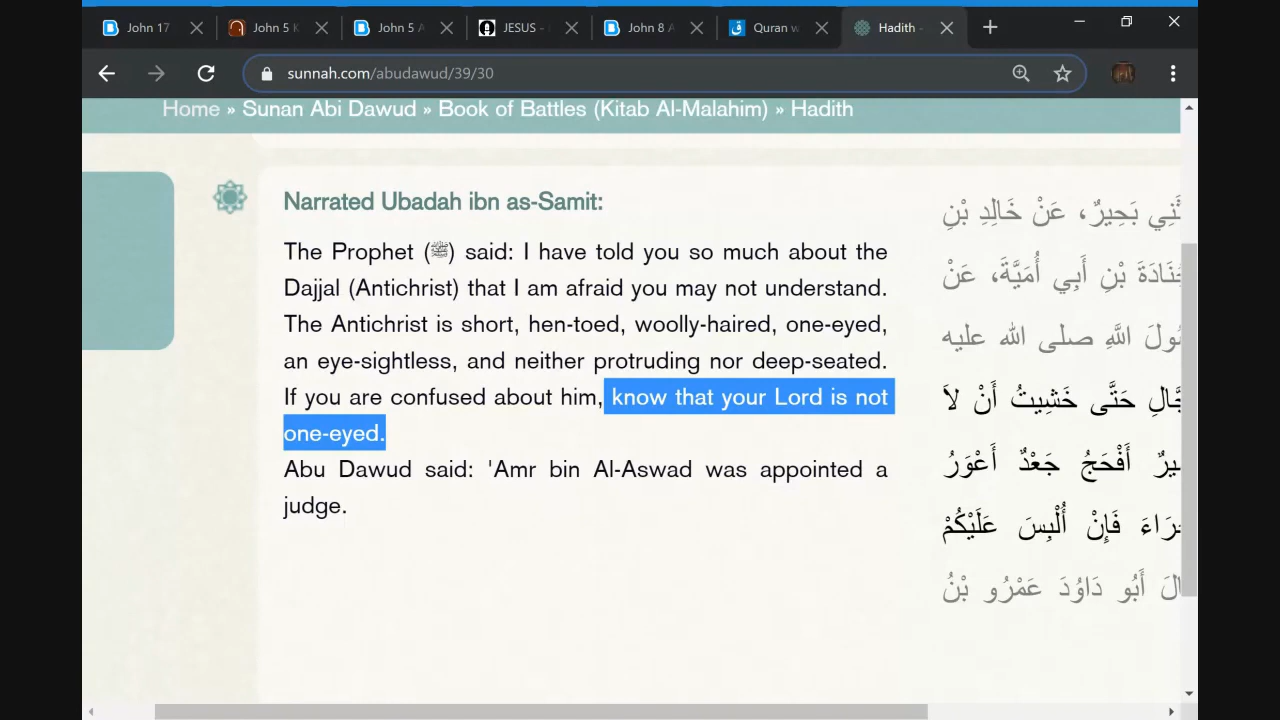 John 17
John 5 K
John 5 A
JESUS -
John 8 A
Quran w
Hadith -
sunnah.com/abudawud/39/30
Home » Sunan Abi Dawud » Book of Battles (Kitab Al-Malahim) » Hadith
Narrated Ubadah ibn as-Samit:
The Prophet (ﷺ) said: I have told you so much about the
Dajjal (Antichrist) that I am afraid you may not understand.
The Antichrist is short, hen-toed, woolly-haired, one-eyed,
an eye-sightless, and neither protruding nor deep-seated.
If you are confused about him, know that your Lord is not
one-eyed.
Abu Dawud said: 'Amr bin Al-Aswad was appointed a
judge.
ثَنِي بَحِيرٌ، عَنْ خَالِدِ بْنِ
جُنَادَةَ بْنِ أَبِي أُمَيَّةَ، عَنْ
سُولَ اللَّهِ صلى الله عليه
جَّالِ حَتَّى خَشِيتُ أَنْ لاَ
صِيرٌ أَفْحَجُ جَعْدٌ أَعْوَرُ
جْرَاءَ فَإِنْ أُلْبِسَ عَلَيْكُمْ
الَ أَبُو دَاوُدَ عَمْرُو بْنُ